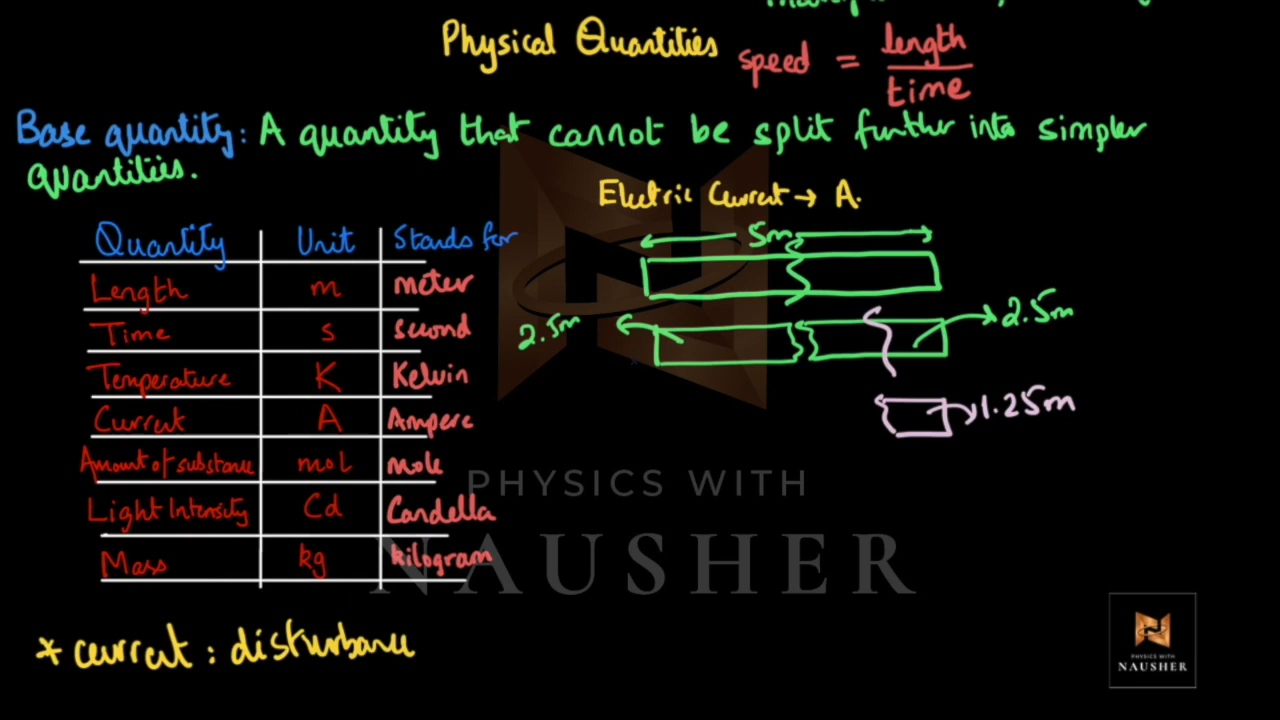 Physical Quantities
speed = length
time
Base quantity: A quantity that cannot be split further into simpler
quantities.
Electric Current → A.
Quantity Unit Stands for
Length m meter
Time s second
Temperature K Kelvin
Current A Ampere
Amount of substance mol mole
Light Intensity Cd Candella
Mass kg kilogram
5m
2.5m
2.5m
1.25m
PHYSICS WITH
NAUSHER
* current : disturbance
PHYSICS WITH
NAUSHER